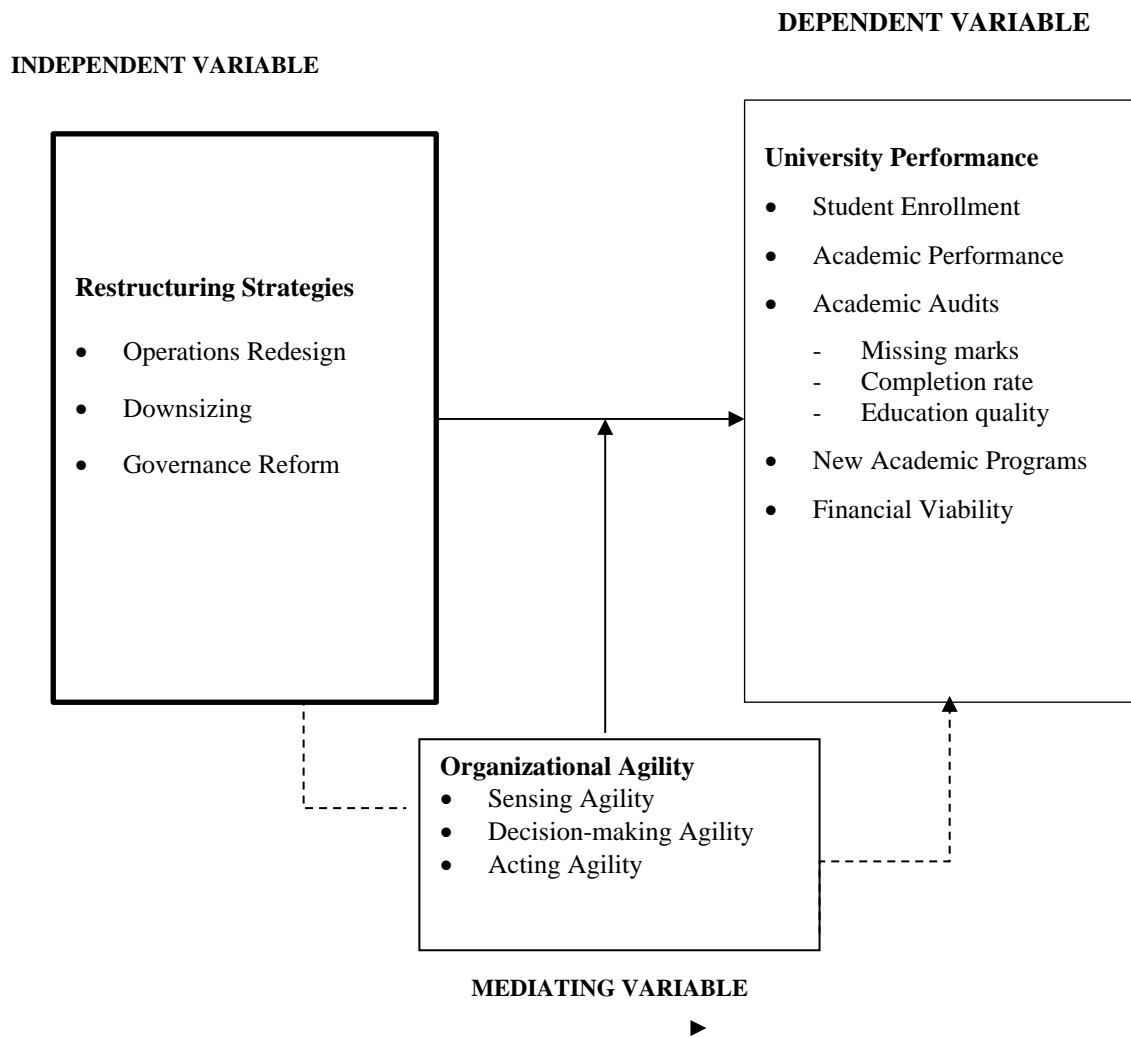 DEPENDENT VARIABLE
INDEPENDENT VARIABLE
Restructuring Strategies
• Operations Redesign
• Downsizing
• Governance Reform
University Performance
• Student Enrollment
• Academic Performance
• Academic Audits
- Missing marks
- Completion rate
- Education quality
• New Academic Programs
• Financial Viability
Organizational Agility
• Sensing Agility
• Decision-making Agility
• Acting Agility
MEDIATING VARIABLE